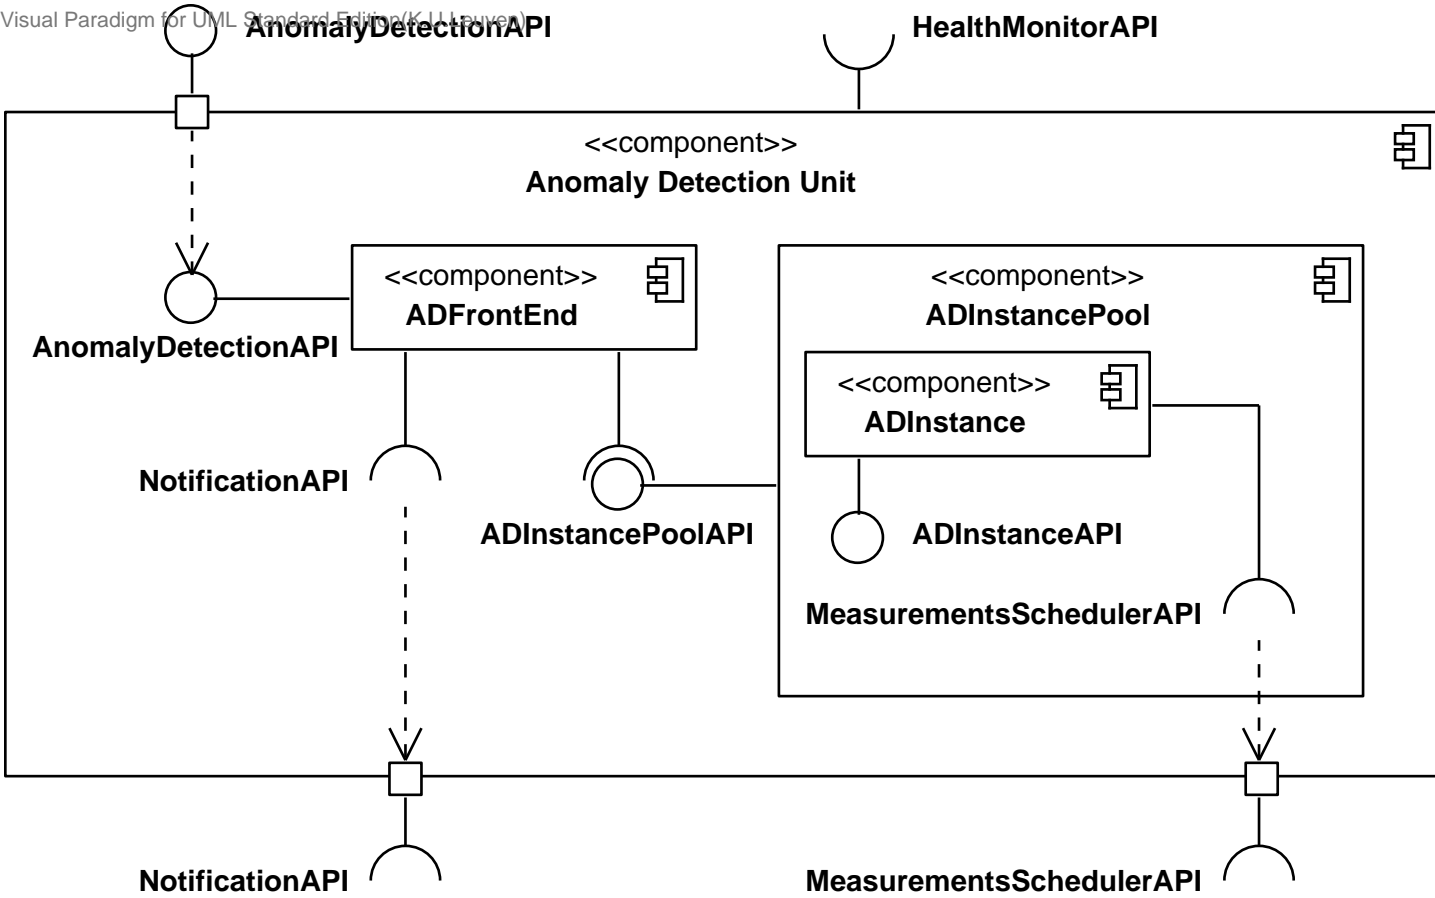 Visual Paradigm for UML Standard Edition(K.U.Leuven)
AnomalyDetectionAPI
HealthMonitorAPI
<<component>>
Anomaly Detection Unit
<<component>>
ADFrontEnd
<<component>>
ADInstancePool
AnomalyDetectionAPI
<<component>>
ADInstance
NotificationAPI
ADInstancePoolAPI
ADInstanceAPI
MeasurementsSchedulerAPI
NotificationAPI
MeasurementsSchedulerAPI